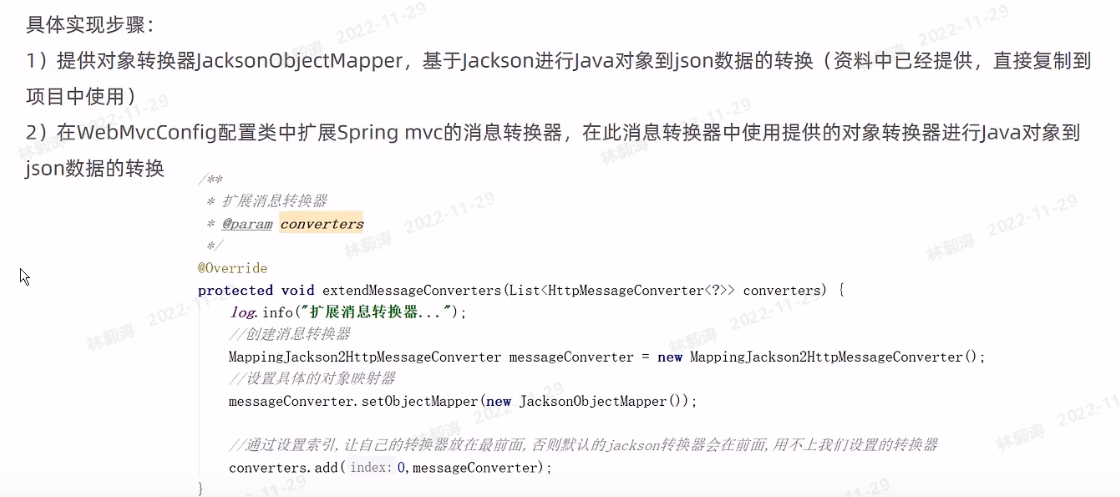 具体实现步骤：
1）提供对象转换器JacksonObjectMapper，基于Jackson进行Java对象到json数据的转换（资料中已经提供，直接复制到
项目中使用）
2）在WebMvcConfig配置类中扩展Spring mvc的消息转换器，在此消息转换器中使用提供的对象转换器进行Java对象到
json数据的转换
/**
 * 扩展消息转换器
 * @param converters
 */
@Override
protected void extendMessageConverters(List<HttpMessageConverter<?>> converters) {
    log.info("扩展消息转换器...");
    //创建消息转换器
    MappingJackson2HttpMessageConverter messageConverter = new MappingJackson2HttpMessageConverter();
    //设置具体的对象映射器
    messageConverter.setObjectMapper(new JacksonObjectMapper());
    //通过设置索引,让自己的转换器放在最前面,否则默认的jackson转换器会在前面,用不上我们设置的转换器
    converters.add( index: 0,messageConverter);
}
林毅涛 2022-11-29